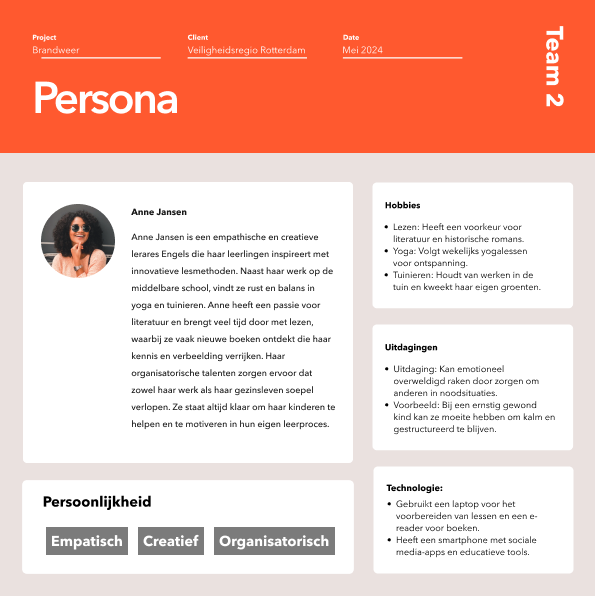 Project
Brandweer
Client
Veiligheidsregio Rotterdam
Date
Mei 2024
Team 2
Persona
Anne Jansen
Anne Jansen is een empathische en creatieve
lerares Engels die haar leerlingen inspireert met
innovatieve lesmethoden. Naast haar werk op de
middelbare school, vindt ze rust en balans in
yoga en tuinieren. Anne heeft een passie voor
literatuur en brengt veel tijd door met lezen,
waarbij ze vaak nieuwe boeken ontdekt die haar
kennis en verbeelding verrijken. Haar
organisatorische talenten zorgen ervoor dat
zowel haar werk als haar gezinsleven soepel
verlopen. Ze staat altijd klaar om haar kinderen te
helpen en te motiveren in hun eigen leerproces.
Persoonlijkheid
Empatisch
Creatief
Organisatorisch
Hobbies
• Lezen: Heeft een voorkeur voor
literatuur en historische romans.
• Yoga: Volgt wekelijks yogalessen
voor ontspanning.
• Tuinieren: Houdt van werken in de
tuin en kweekt haar eigen groenten.
Uitdagingen
• Uitdaging: Kan emotioneel
overweldigd raken door zorgen om
anderen in noodsituaties.
• Voorbeeld: Bij een ernstig gewond
kind kan ze moeite hebben om kalm en
gestructureerd te blijven.
Technologie:
• Gebruikt een laptop voor het
voorbereiden van lessen en een e-
reader voor boeken.
• Heeft een smartphone met sociale
media-apps en educatieve tools.